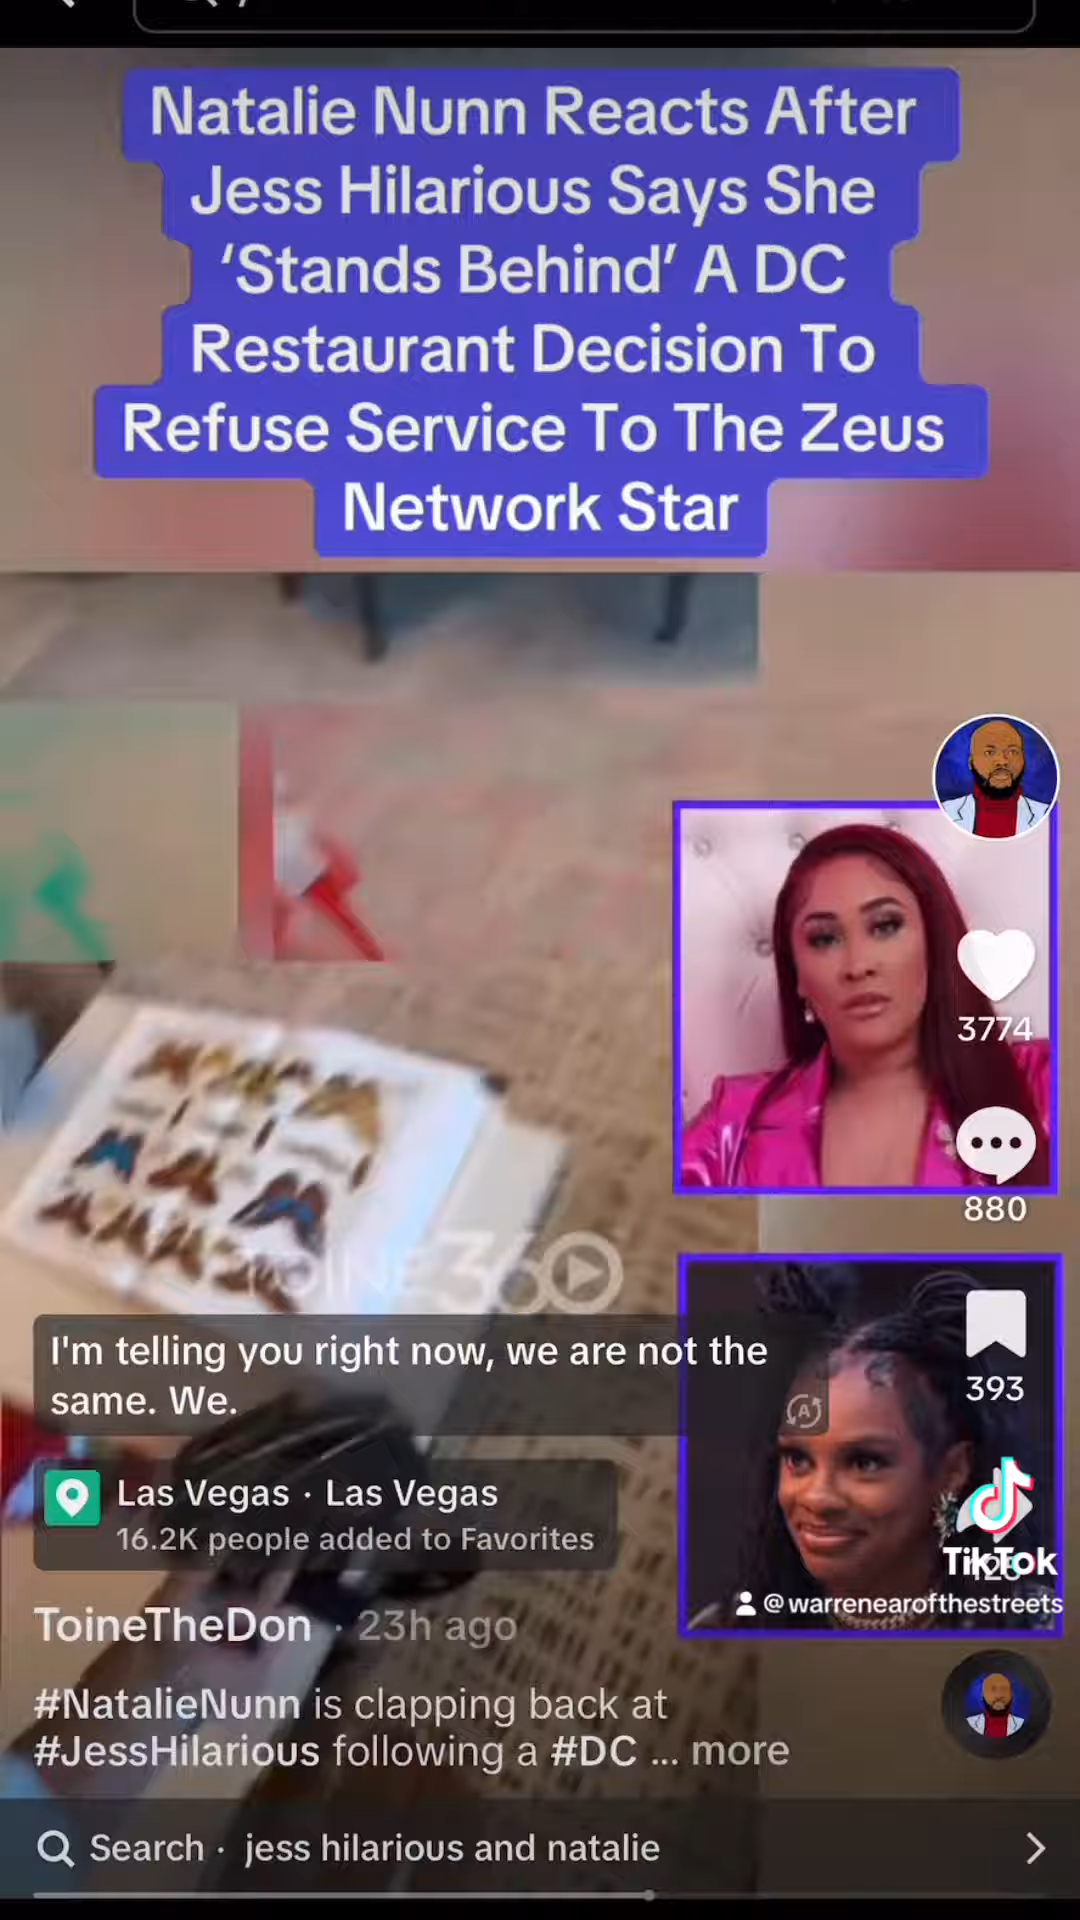 Natalie Nunn Reacts After
Jess Hilarious Says She
‘Stands Behind’ A DC
Restaurant Decision To
Refuse Service To The Zeus
Network Star
3774
880
TOINE360
I'm telling you right now, we are not the
same. We.
A
393
Las Vegas · Las Vegas
16.2K people added to Favorites
TikTok
@warrenearofthestreets
ToineTheDon · 23h ago
#NatalieNunn is clapping back at
#JessHilarious following a #DC ... more
Search · jess hilarious and natalie